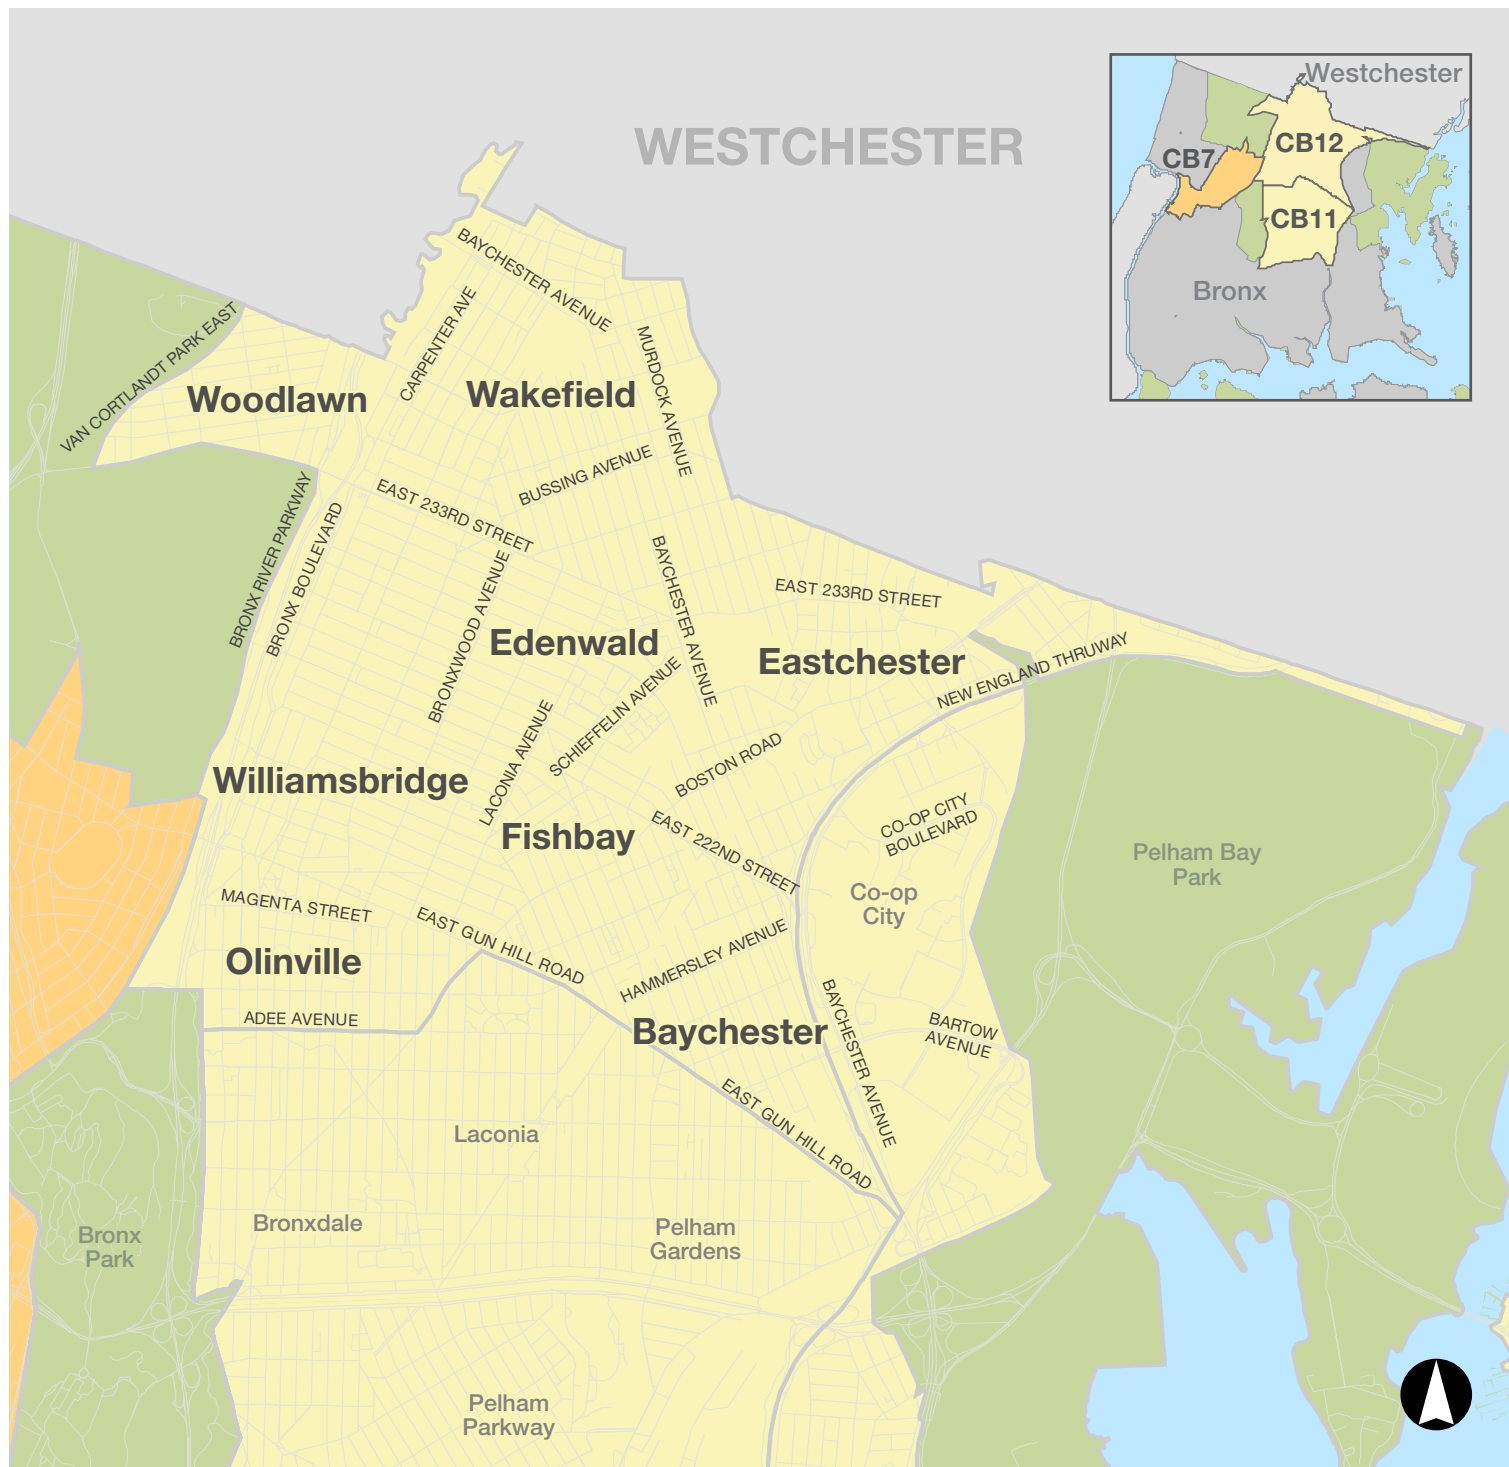 WESTCHESTER
Westchester
CB12
CB7
CB11
Bronx
BAYCHESTER AVENUE
VAN CORTLANDT PARK EAST
CARPENTER AVE
MURDOCK AVENUE
Woodlawn
Wakefield
BUSSING AVENUE
EAST 233RD STREET
BRONX RIVER PARKWAY
BRONX BOULEVARD
BRONXWOOD AVENUE
BAYCHESTER AVENUE
EAST 233RD STREET
Edenwald
Eastchester
NEW ENGLAND THRUWAY
SCHIEFFELIN AVENUE
LACONIA AVENUE
BOSTON ROAD
Williamsbridge
Fishbay
EAST 222ND STREET
CO-OP CITY
BOULEVARD
Pelham Bay
Park
Co-op
City
MAGENTA STREET
EAST GUN HILL ROAD
HAMMERSLEY AVENUE
Olinville
ADEE AVENUE
Baychester
BAYCHESTER AVENUE
BARTOW
AVENUE
EAST GUN HILL ROAD
Laconia
Bronxdale
Pelham
Gardens
Bronx
Park
Pelham
Parkway